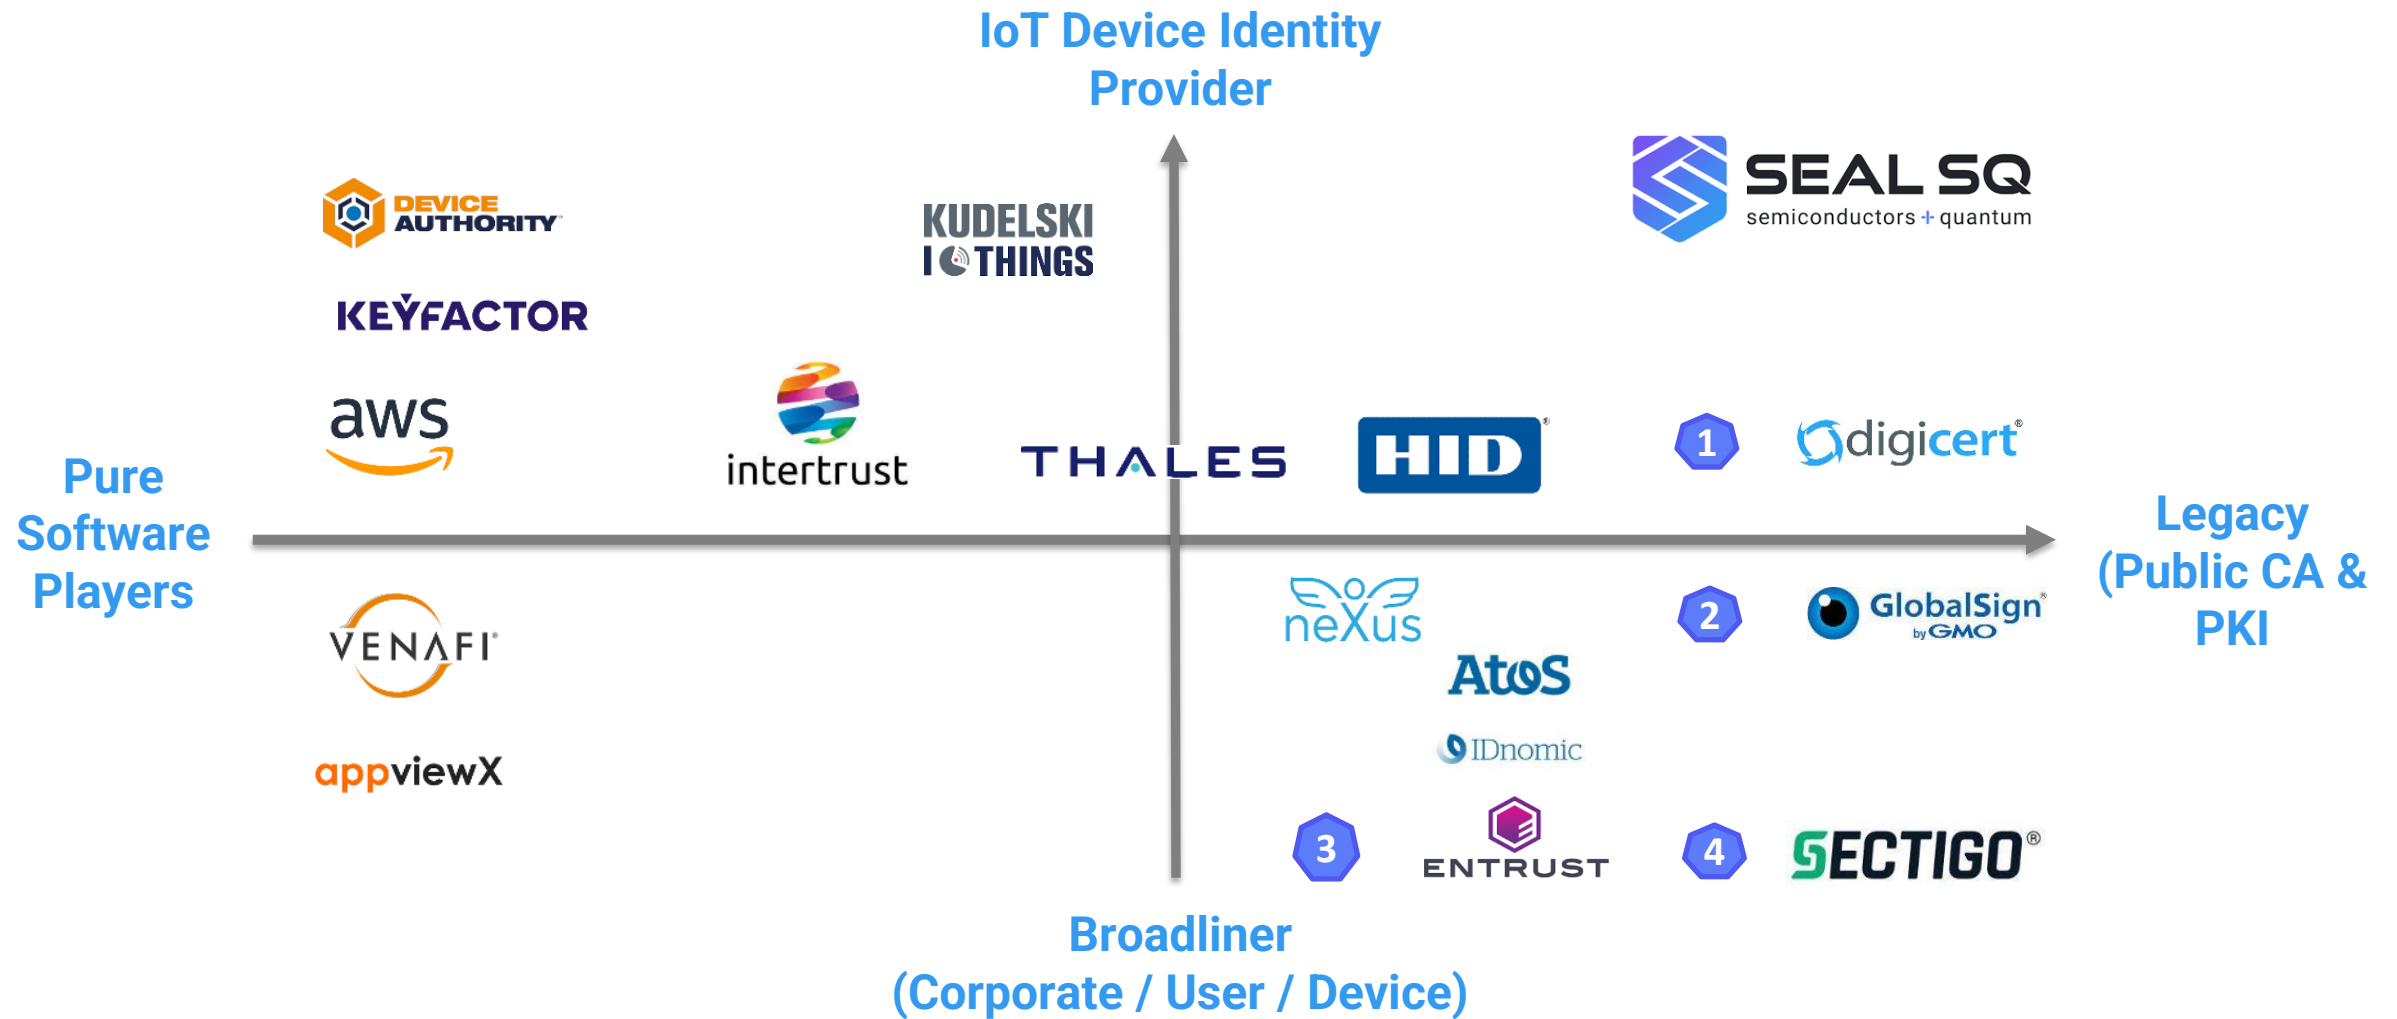 IoT Device Identity
Provider
SEAL SQ
semiconductors + quantum
DEVICE
AUTHORITY™
KUDELSKI
IOTHINGS
KEYFACTOR
aws
intertrust
THALES
HID®
1
digicert®
Pure
Software
Players
Legacy
(Public CA &
PKI
neXus
2
GlobalSign®
by GMO
VENAFI®
Atos
IDnomic
appviewX
3
ENTRUST
4
SECTIGO®
Broadliner
(Corporate / User / Device)